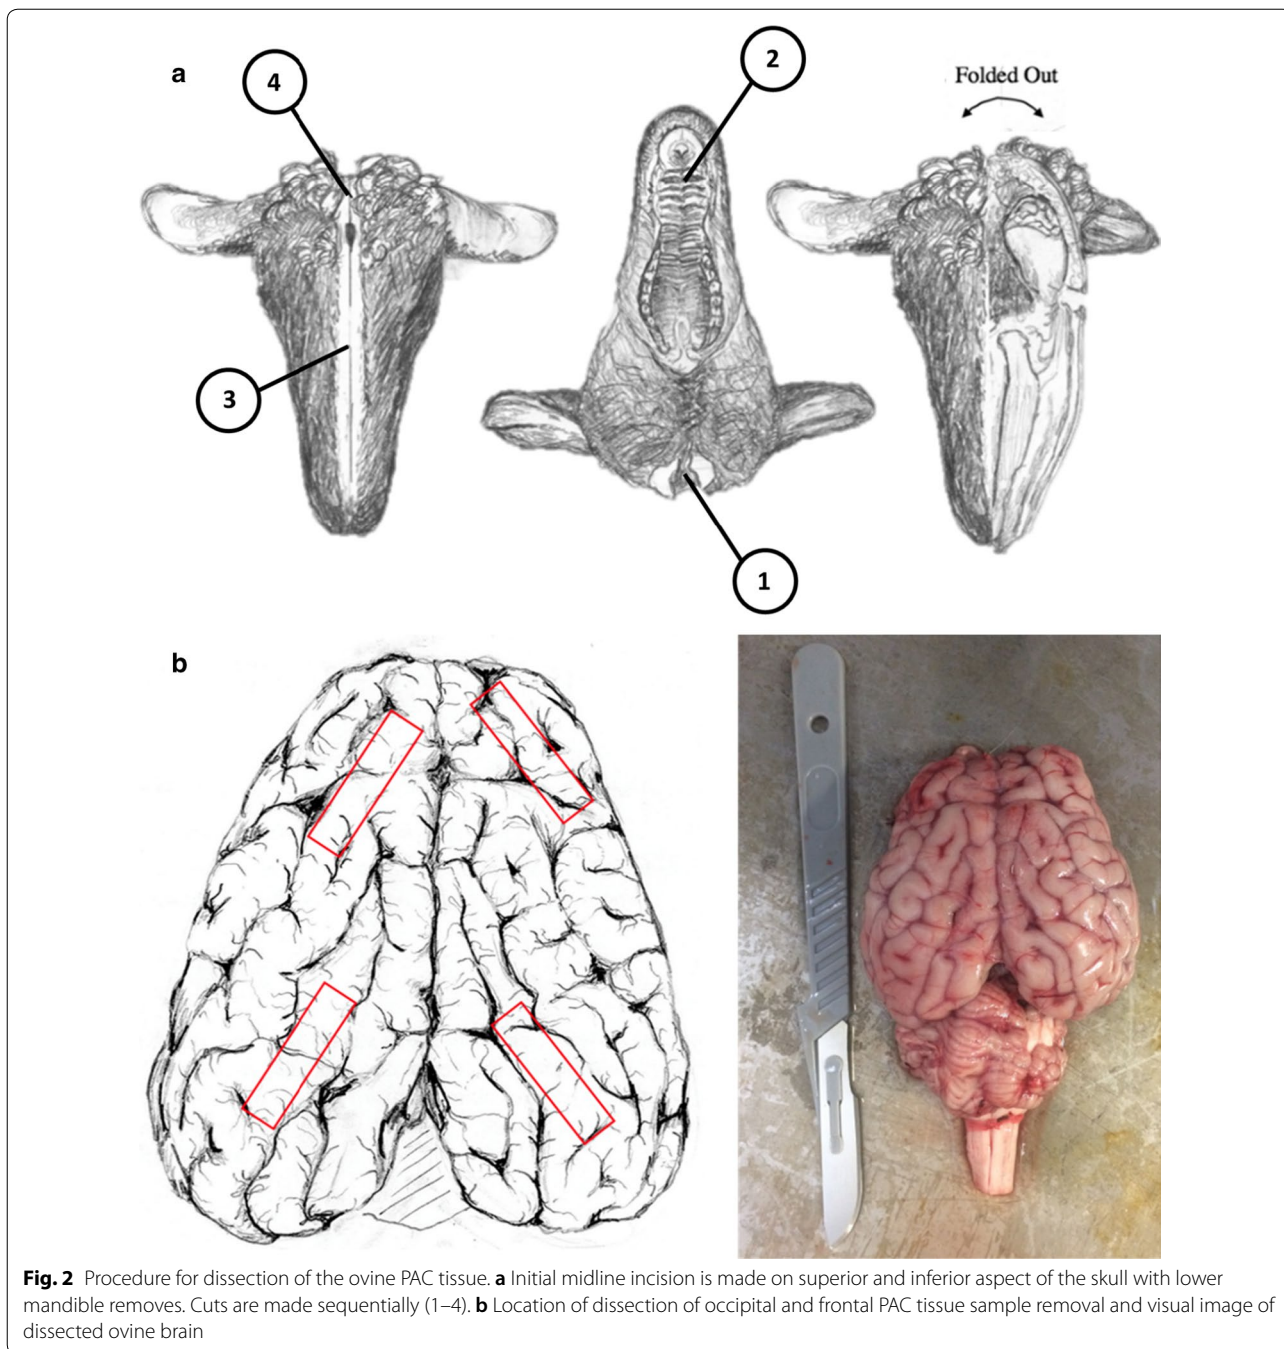 a
4
2
Folded Out
3
1
b
Fig. 2 Procedure for dissection of the ovine PAC tissue. a Initial midline incision is made on superior and inferior aspect of the skull with lower
mandible removes. Cuts are made sequentially (1–4). b Location of dissection of occipital and frontal PAC tissue sample removal and visual image of
dissected ovine brain